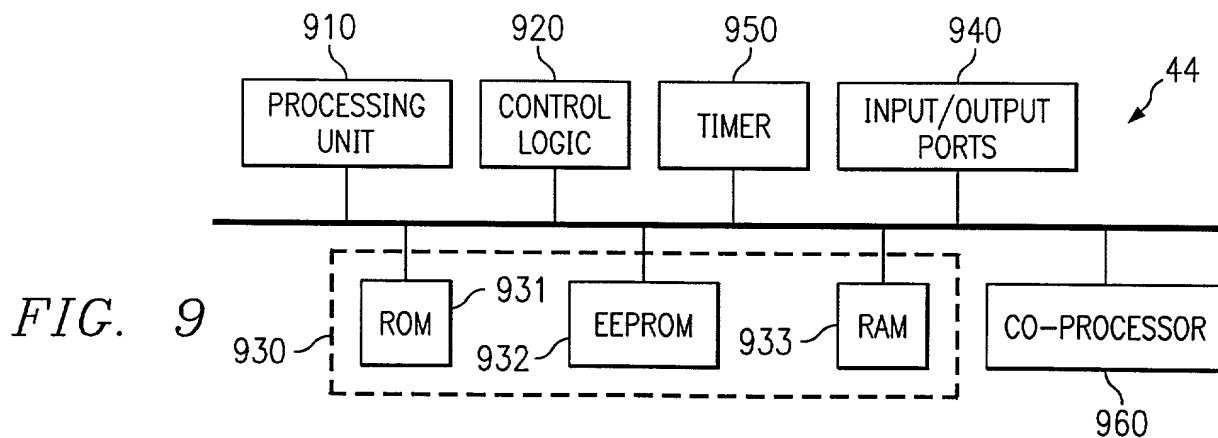 910
920
950
940
44
PROCESSING
UNIT
CONTROL
LOGIC
TIMER
INPUT/OUTPUT
PORTS
FIG. 9
930
ROM
931
932
EEPROM
933
RAM
CO-PROCESSOR
960